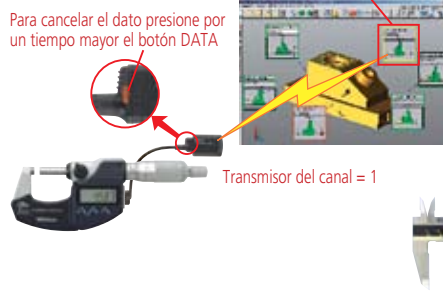 Para cancelar el dato presione por
un tiempo mayor el botón DATA
Transmisor del canal = 1